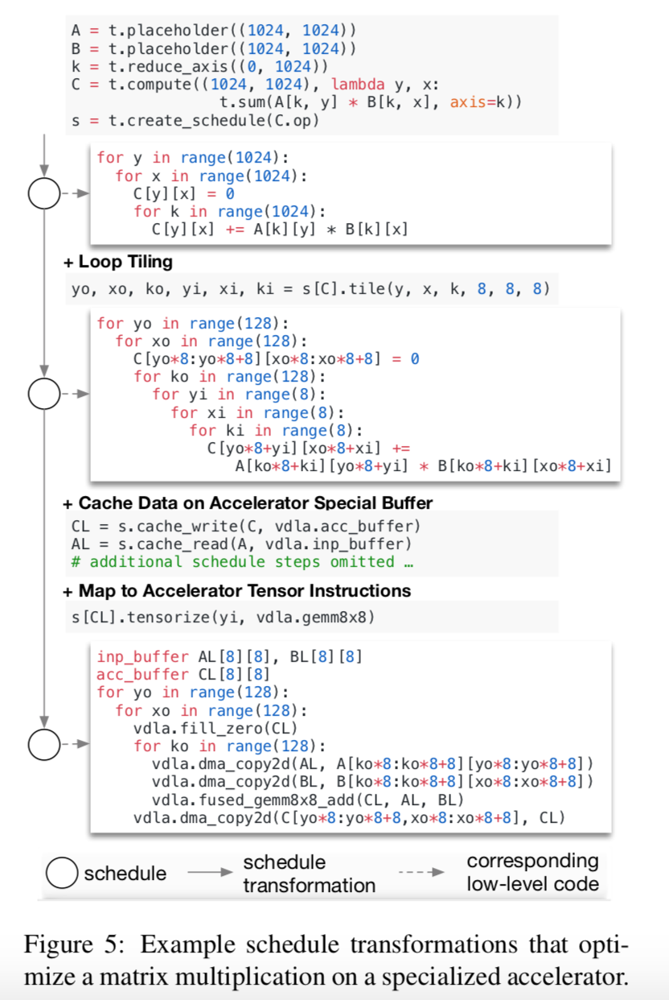 A = t.placeholder((1024, 1024))
B = t.placeholder((1024, 1024))
k = t.reduce_axis((0, 1024))
C = t.compute((1024, 1024), lambda y, x:
                t.sum(A[k, y] * B[k, x], axis=k))
s = t.create_schedule(C.op)
for y in range(1024):
  for x in range(1024):
    C[y][x] = 0
    for k in range(1024):
      C[y][x] += A[k][y] * B[k][x]
+ Loop Tiling
yo, xo, ko, yi, xi, ki = s[C].tile(y, x, k, 8, 8, 8)
for yo in range(128):
  for xo in range(128):
    C[yo*8:yo*8+8][xo*8:xo*8+8] = 0
    for ko in range(128):
      for yi in range(8):
        for xi in range(8):
          for ki in range(8):
            C[yo*8+yi][xo*8+xi] +=
               A[ko*8+ki][yo*8+yi] * B[ko*8+ki][xo*8+xi]
+ Cache Data on Accelerator Special Buffer
CL = s.cache_write(C, vdla.acc_buffer)
AL = s.cache_read(A, vdla.inp_buffer)
# additional schedule steps omitted …
+ Map to Accelerator Tensor Instructions
s[CL].tensorize(yi, vdla.gemm8x8)
inp_buffer AL[8][8], BL[8][8]
acc_buffer CL[8][8]
for yo in range(128):
  for xo in range(128):
    vdla.fill_zero(CL)
    for ko in range(128):
      vdla.dma_copy2d(AL, A[ko*8:ko*8+8][yo*8:yo*8+8])
      vdla.dma_copy2d(BL, B[ko*8:ko*8+8][xo*8:xo*8+8])
      vdla.fused_gemm8x8_add(CL, AL, BL)
    vdla.dma_copy2d(C[yo*8:yo*8+8,xo*8:xo*8+8], CL)
schedule
schedule
transformation
corresponding
low-level code
Figure 5: Example schedule transformations that opti-
mize a matrix multiplication on a specialized accelerator.